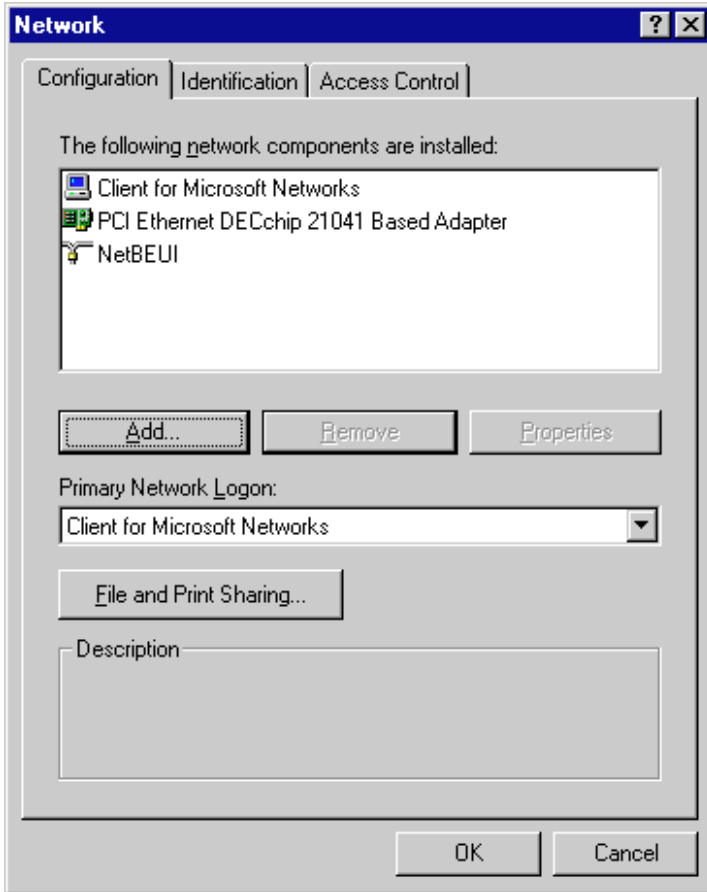 Network
Configuration Identification Access Control
The following network components are installed:
Client for Microsoft Networks
PCI Ethernet DECchip 21041 Based Adapter
NetBEUI
Add... Remove Properties
Primary Network Logon:
Client for Microsoft Networks
File and Print Sharing...
Description
OK Cancel